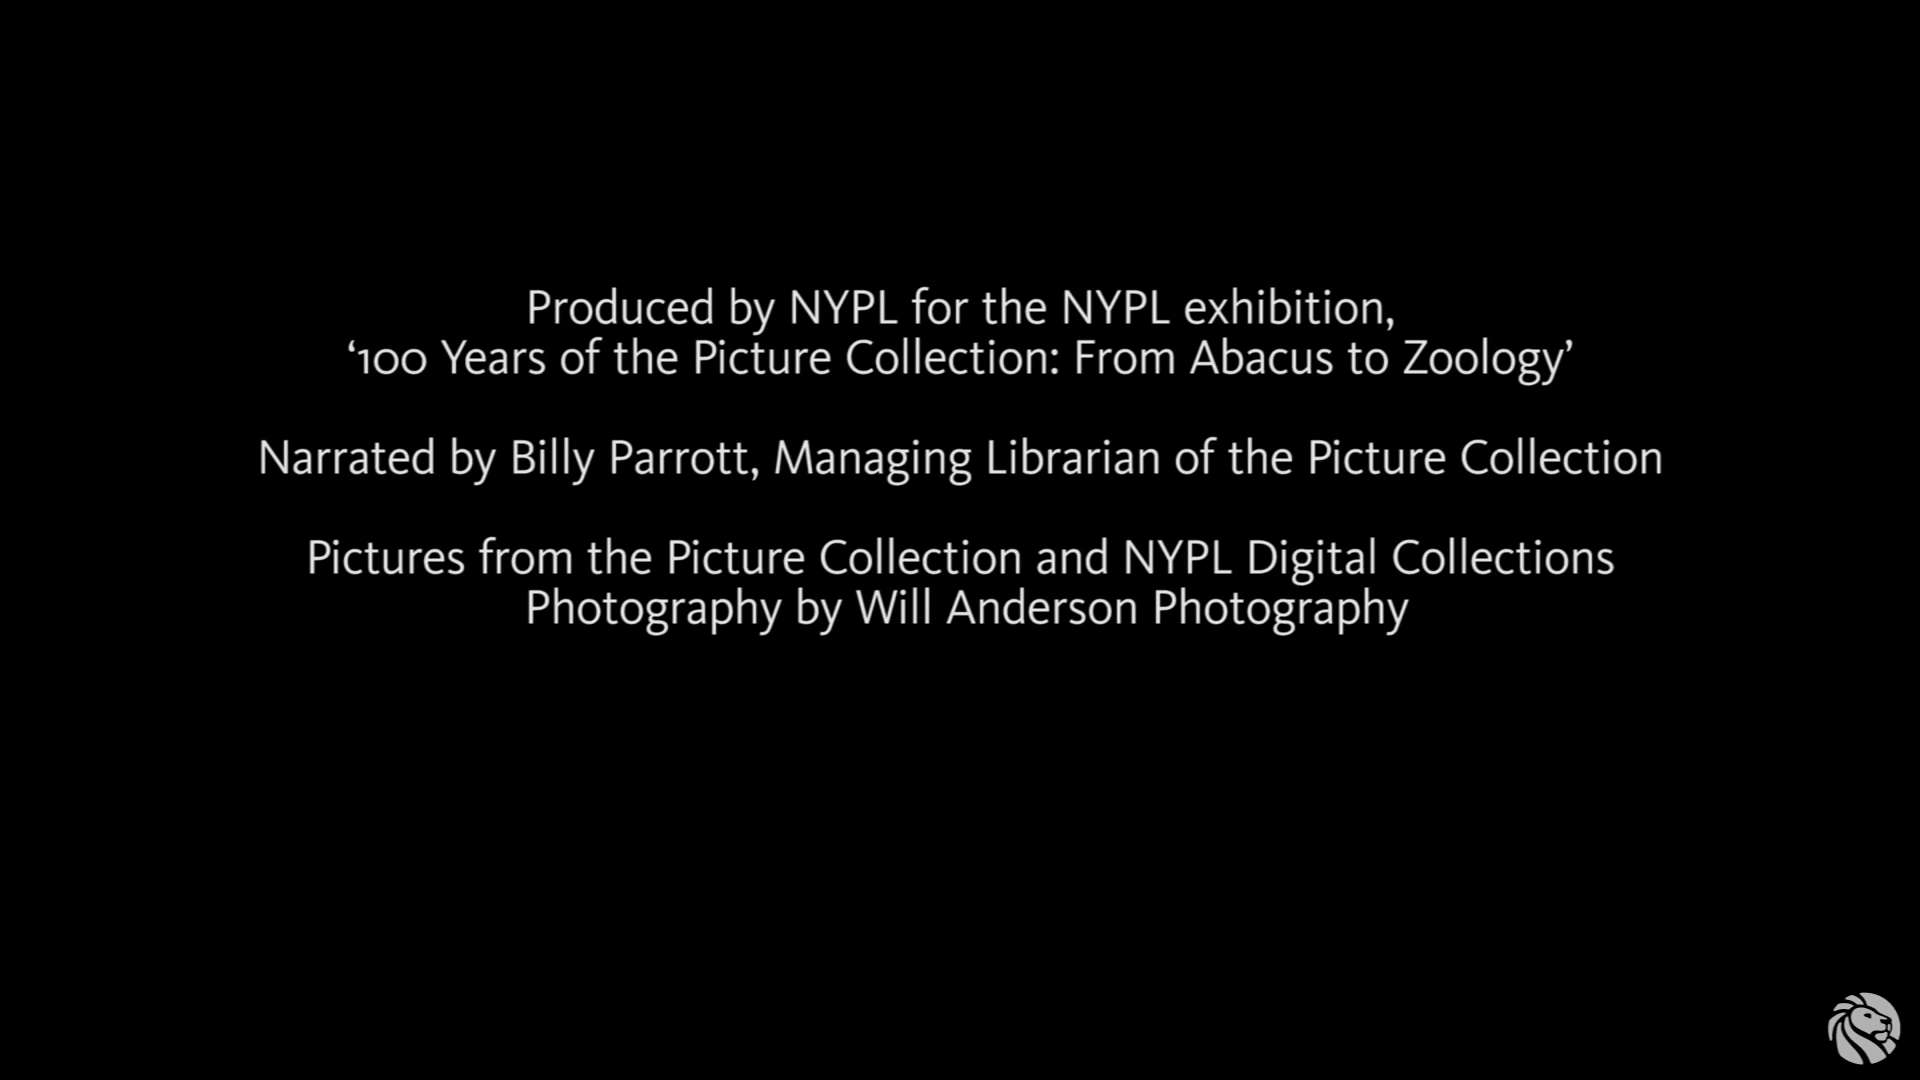 Produced by NYPL for the NYPL exhibition,
‘100 Years of the Picture Collection: From Abacus to Zoology’
Narrated by Billy Parrott, Managing Librarian of the Picture Collection
Pictures from the Picture Collection and NYPL Digital Collections
Photography by Will Anderson Photography